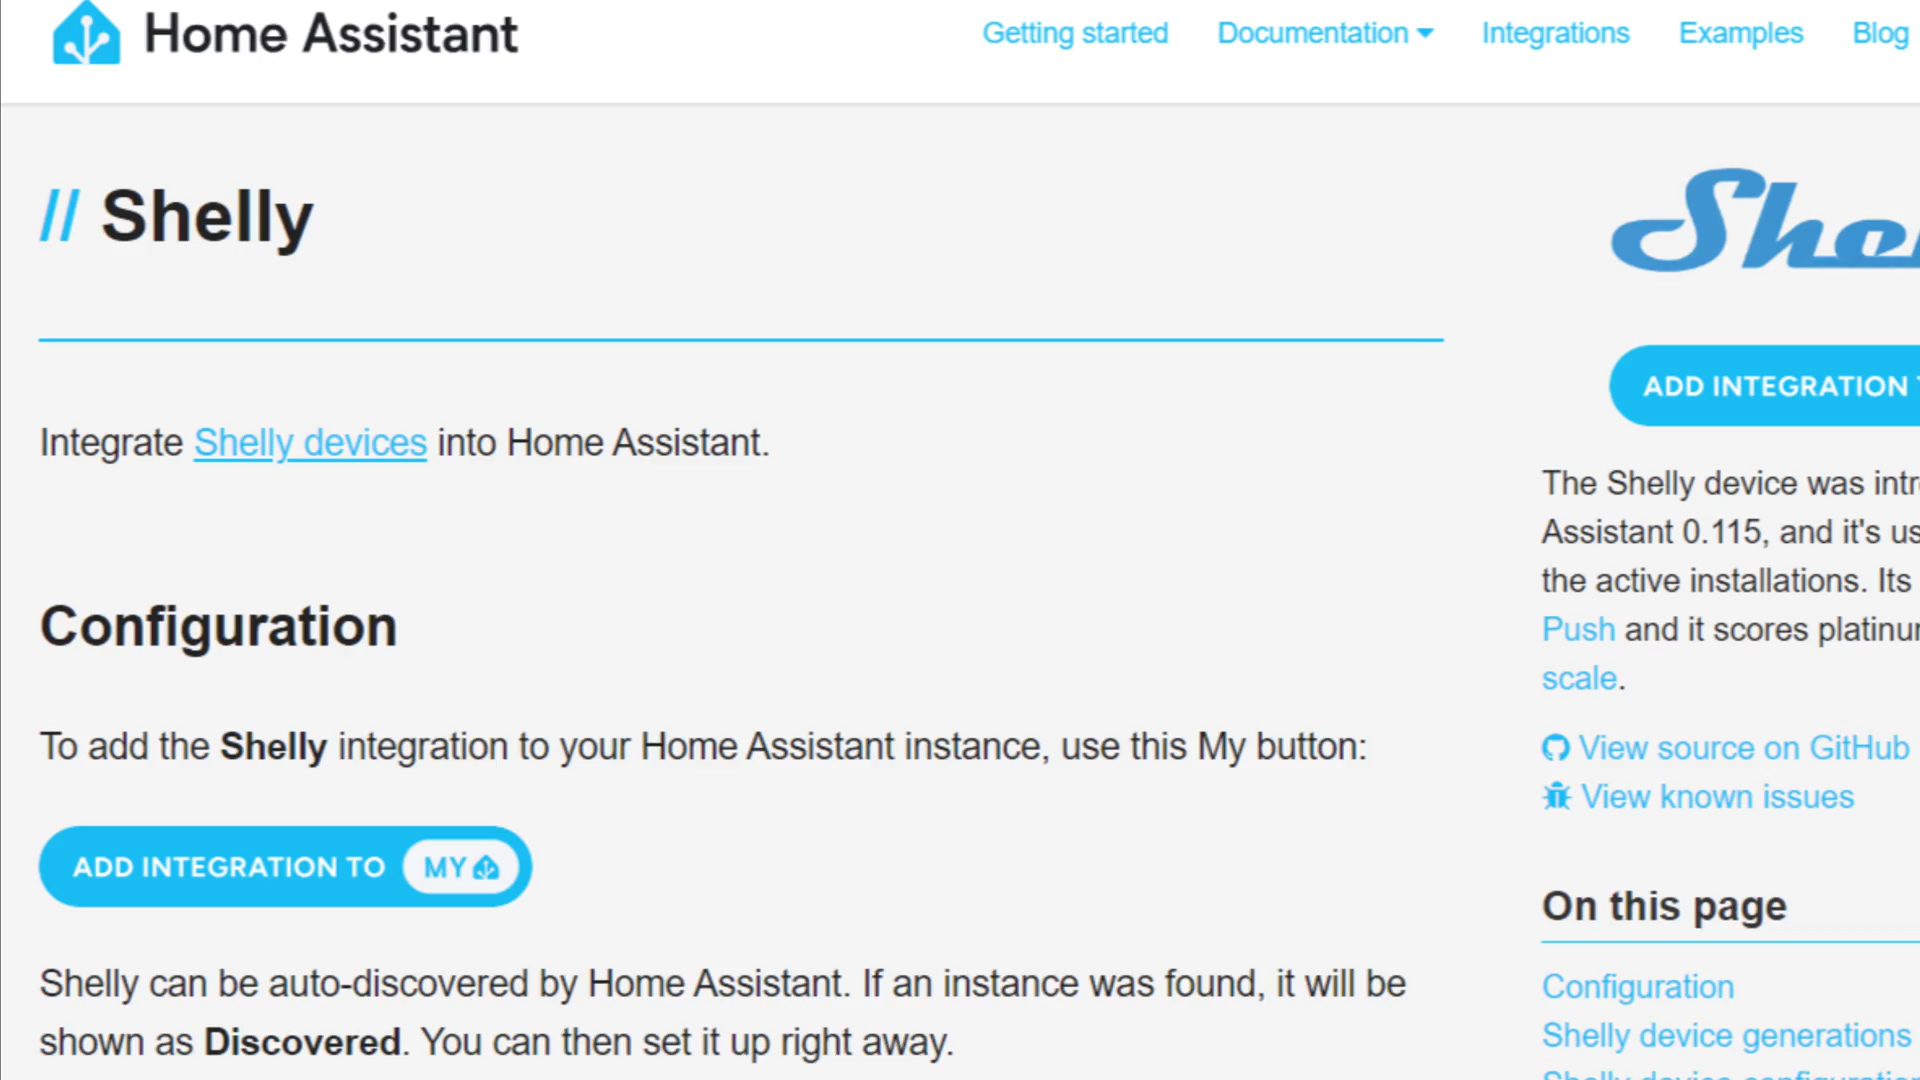 Home Assistant
Getting started Documentation Integrations Examples Blog
// Shelly
Integrate Shelly devices into Home Assistant.
Configuration
To add the Shelly integration to your Home Assistant instance, use this My button:
ADD INTEGRATION TO MY
Shelly can be auto-discovered by Home Assistant. If an instance was found, it will be
shown as Discovered. You can then set it up right away.
ADD INTEGRATION
The Shelly device was
Assistant 0.115, and it's
the active installations. Its
Push and it scores
scale.
View source on GitHub
View known issues
On this page
Configuration
Shelly device generations